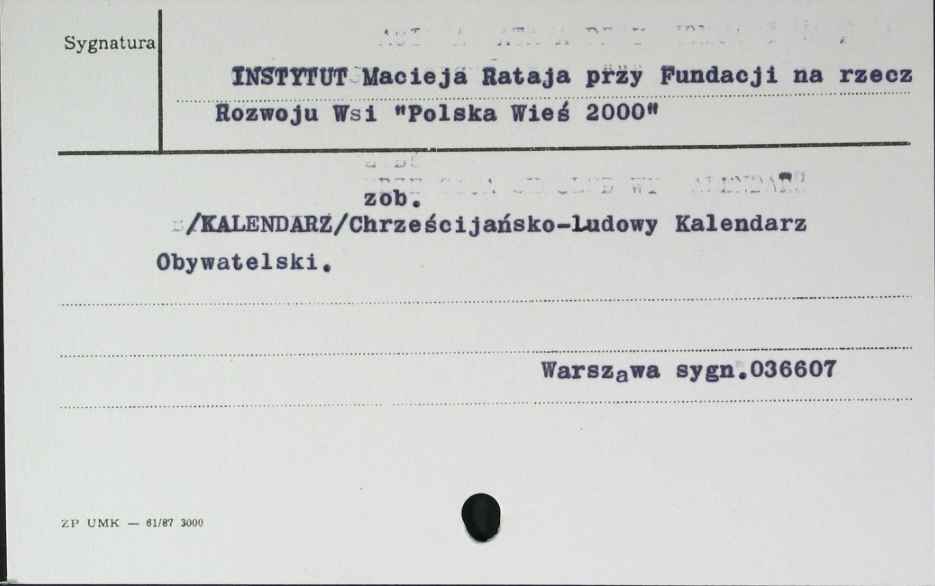 Sygnatura
INSTYTUT Macieja Rataja przy Fundacji na rzecz
Rozwoju Wsi "Polska Wieś 2000"
zob.
/KALENDARZ/Chrześcijańsko-Ludowy Kalendarz
Obywatelski.
Warszawa sygn.036607
ZP UMK — 61/87 3000